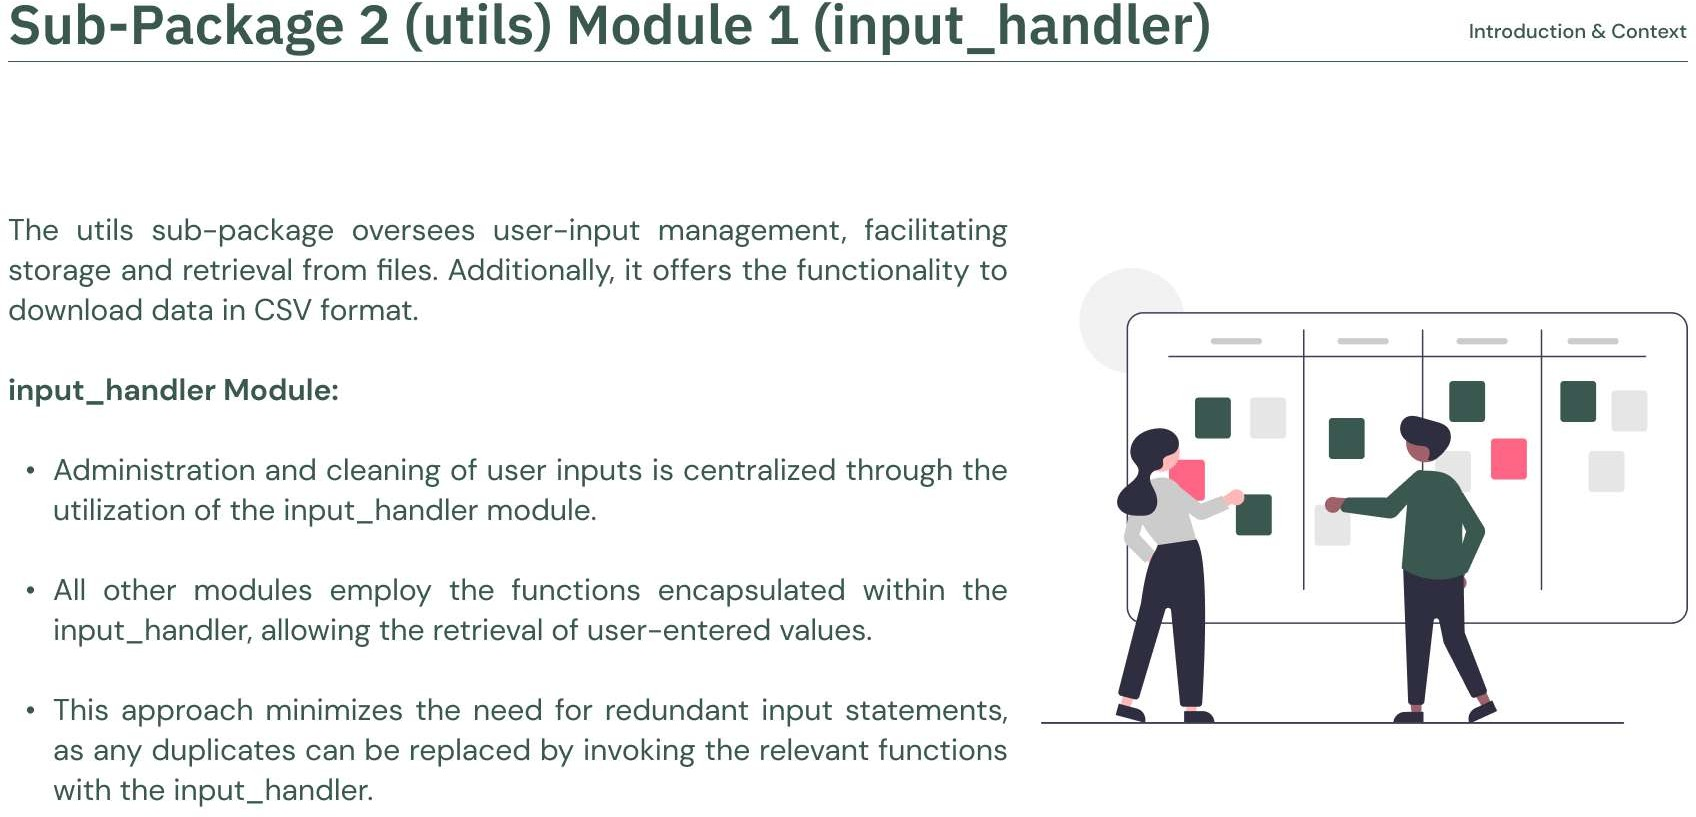 Sub-Package 2 (utils) Module 1 (input_handler)
Introduction & Context
The utils sub-package oversees user-input management, facilitating
storage and retrieval from files. Additionally, it offers the functionality to
download data in CSV format.
input_handler Module:
• Administration and cleaning of user inputs is centralized through the
utilization of the input_handler module.
• All other modules employ the functions encapsulated within the
input_handler, allowing the retrieval of user-entered values.
• This approach minimizes the need for redundant input statements,
as any duplicates can be replaced by invoking the relevant functions
with the input_handler.